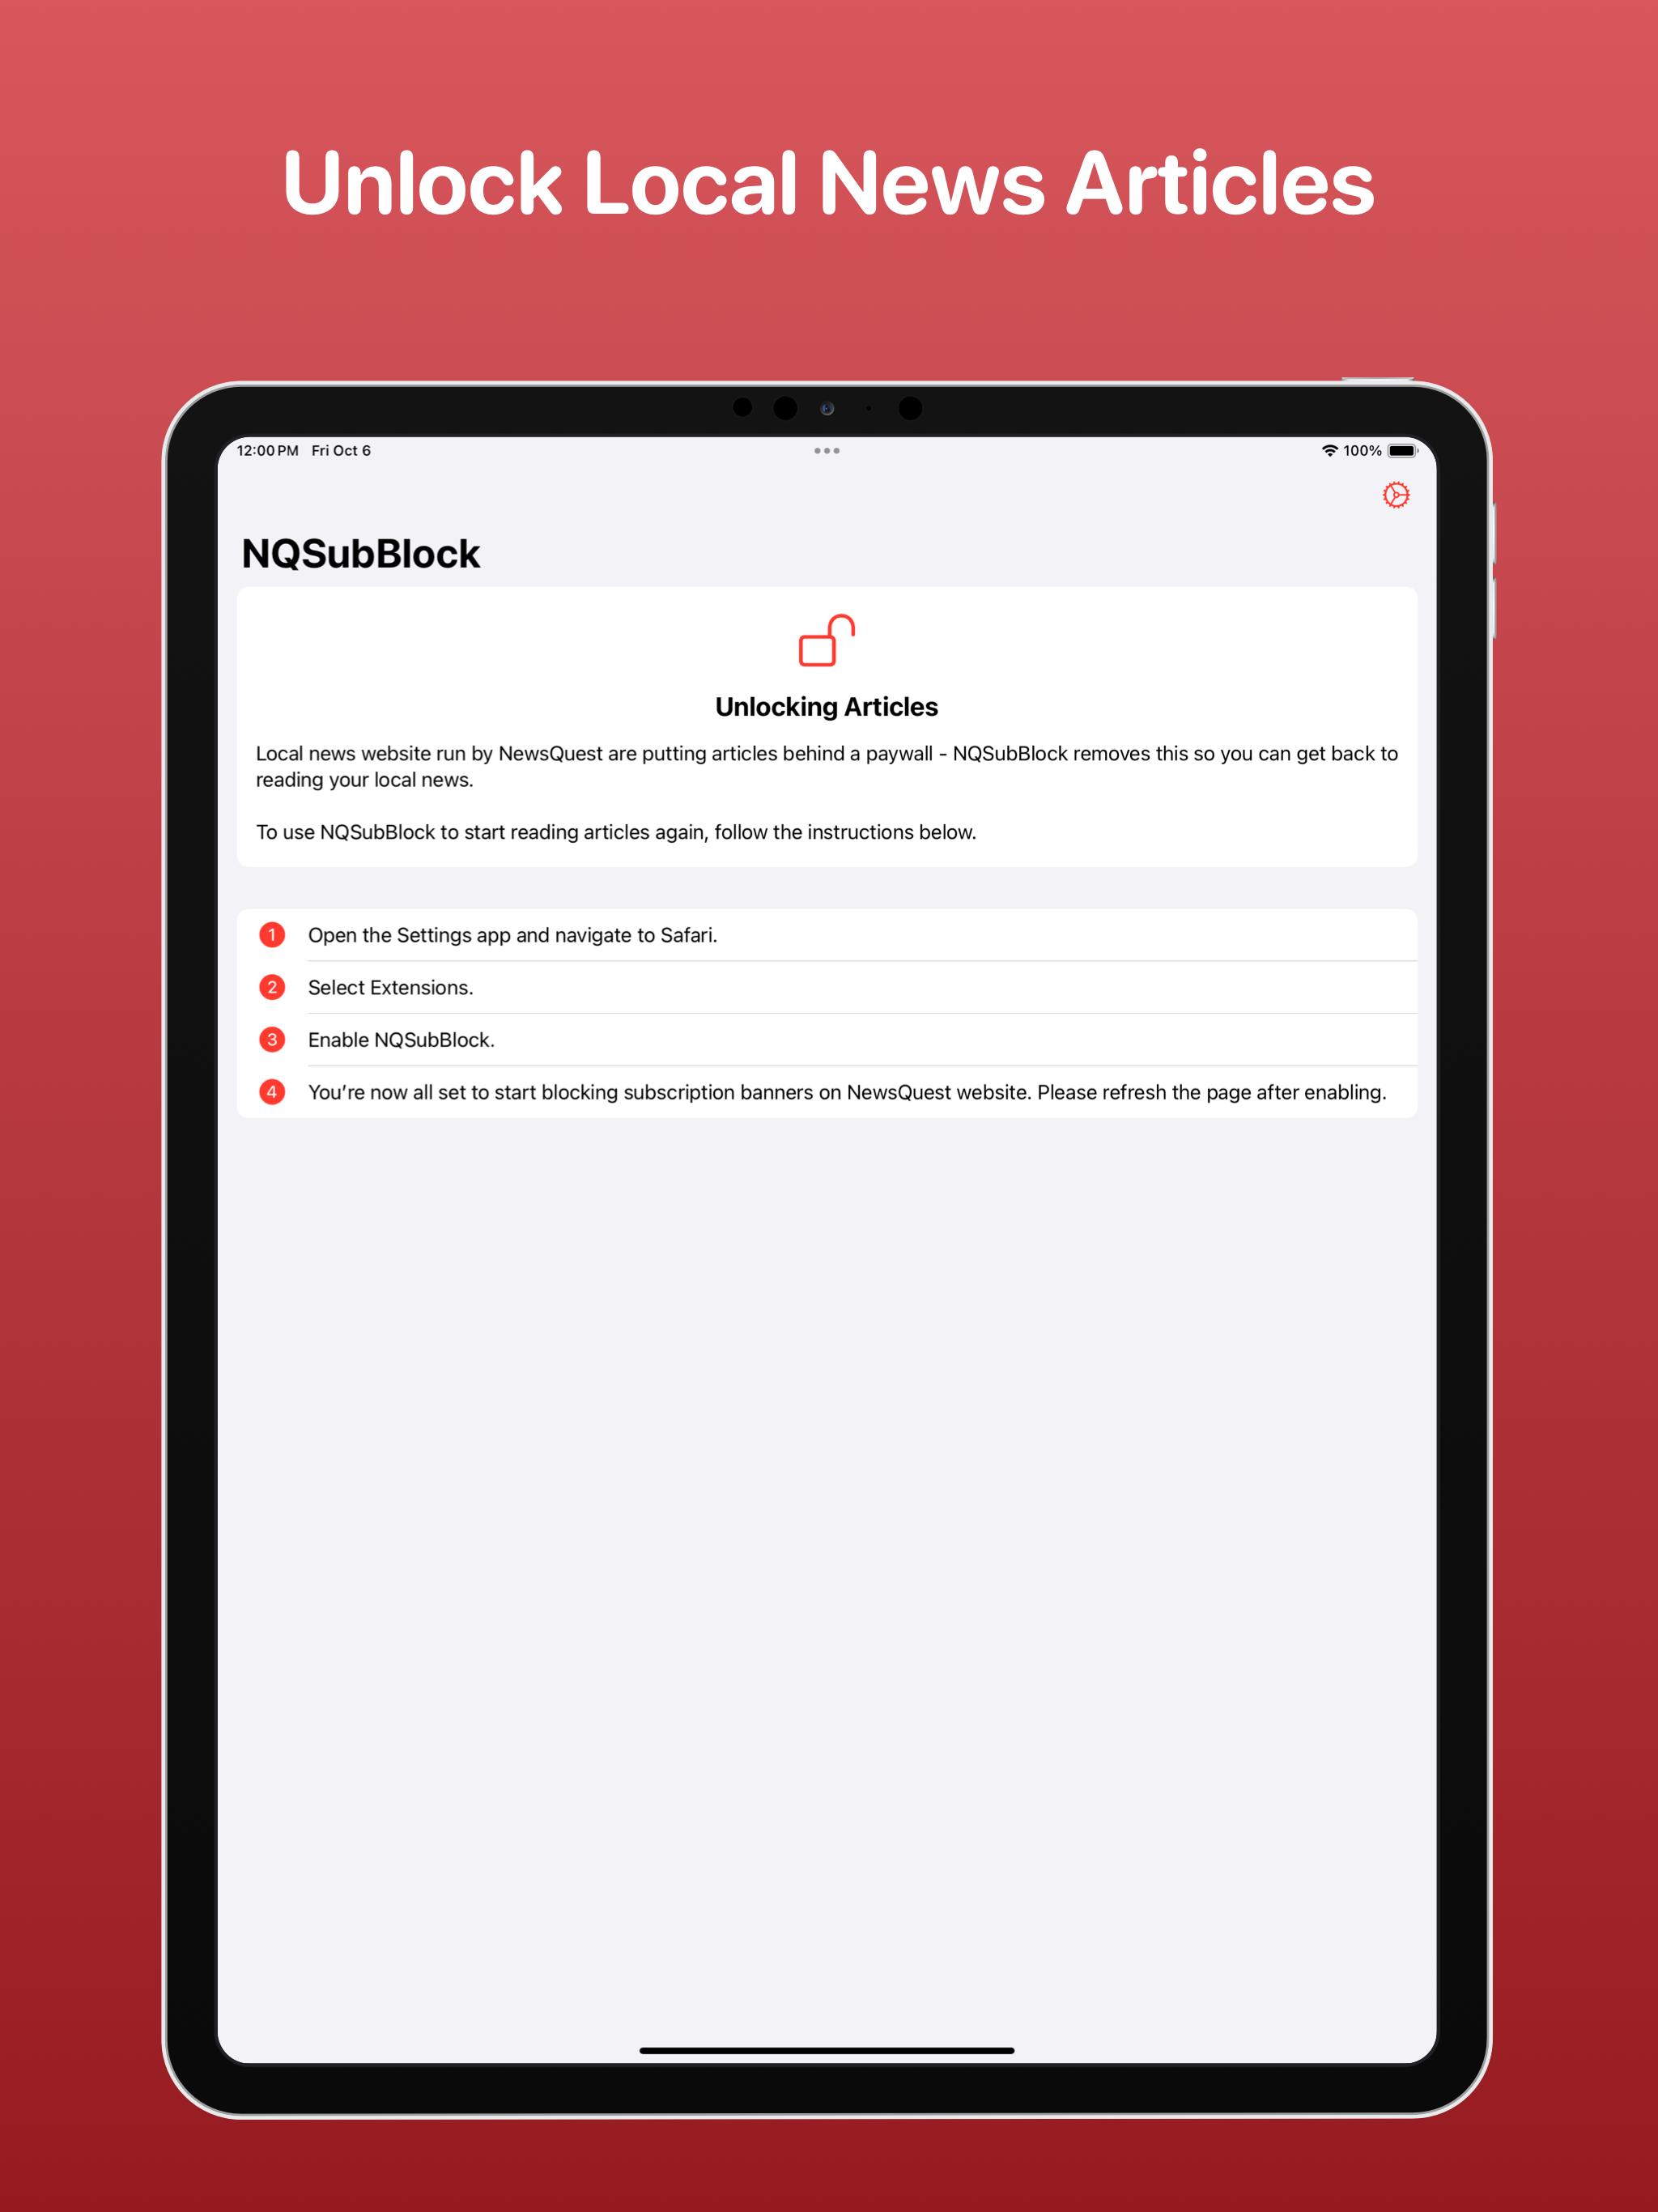 Unlock Local News Articles
12:00 PM Fri Oct 6
100%
NQSubBlock
Unlocking Articles
Local news website run by NewsQuest are putting articles behind a paywall - NQSubBlock removes this so you can get back to
reading your local news.
To use NQSubBlock to start reading articles again, follow the instructions below.
1 Open the Settings app and navigate to Safari.
2 Select Extensions.
3 Enable NQSubBlock.
4 You’re now all set to start blocking subscription banners on NewsQuest website. Please refresh the page after enabling.